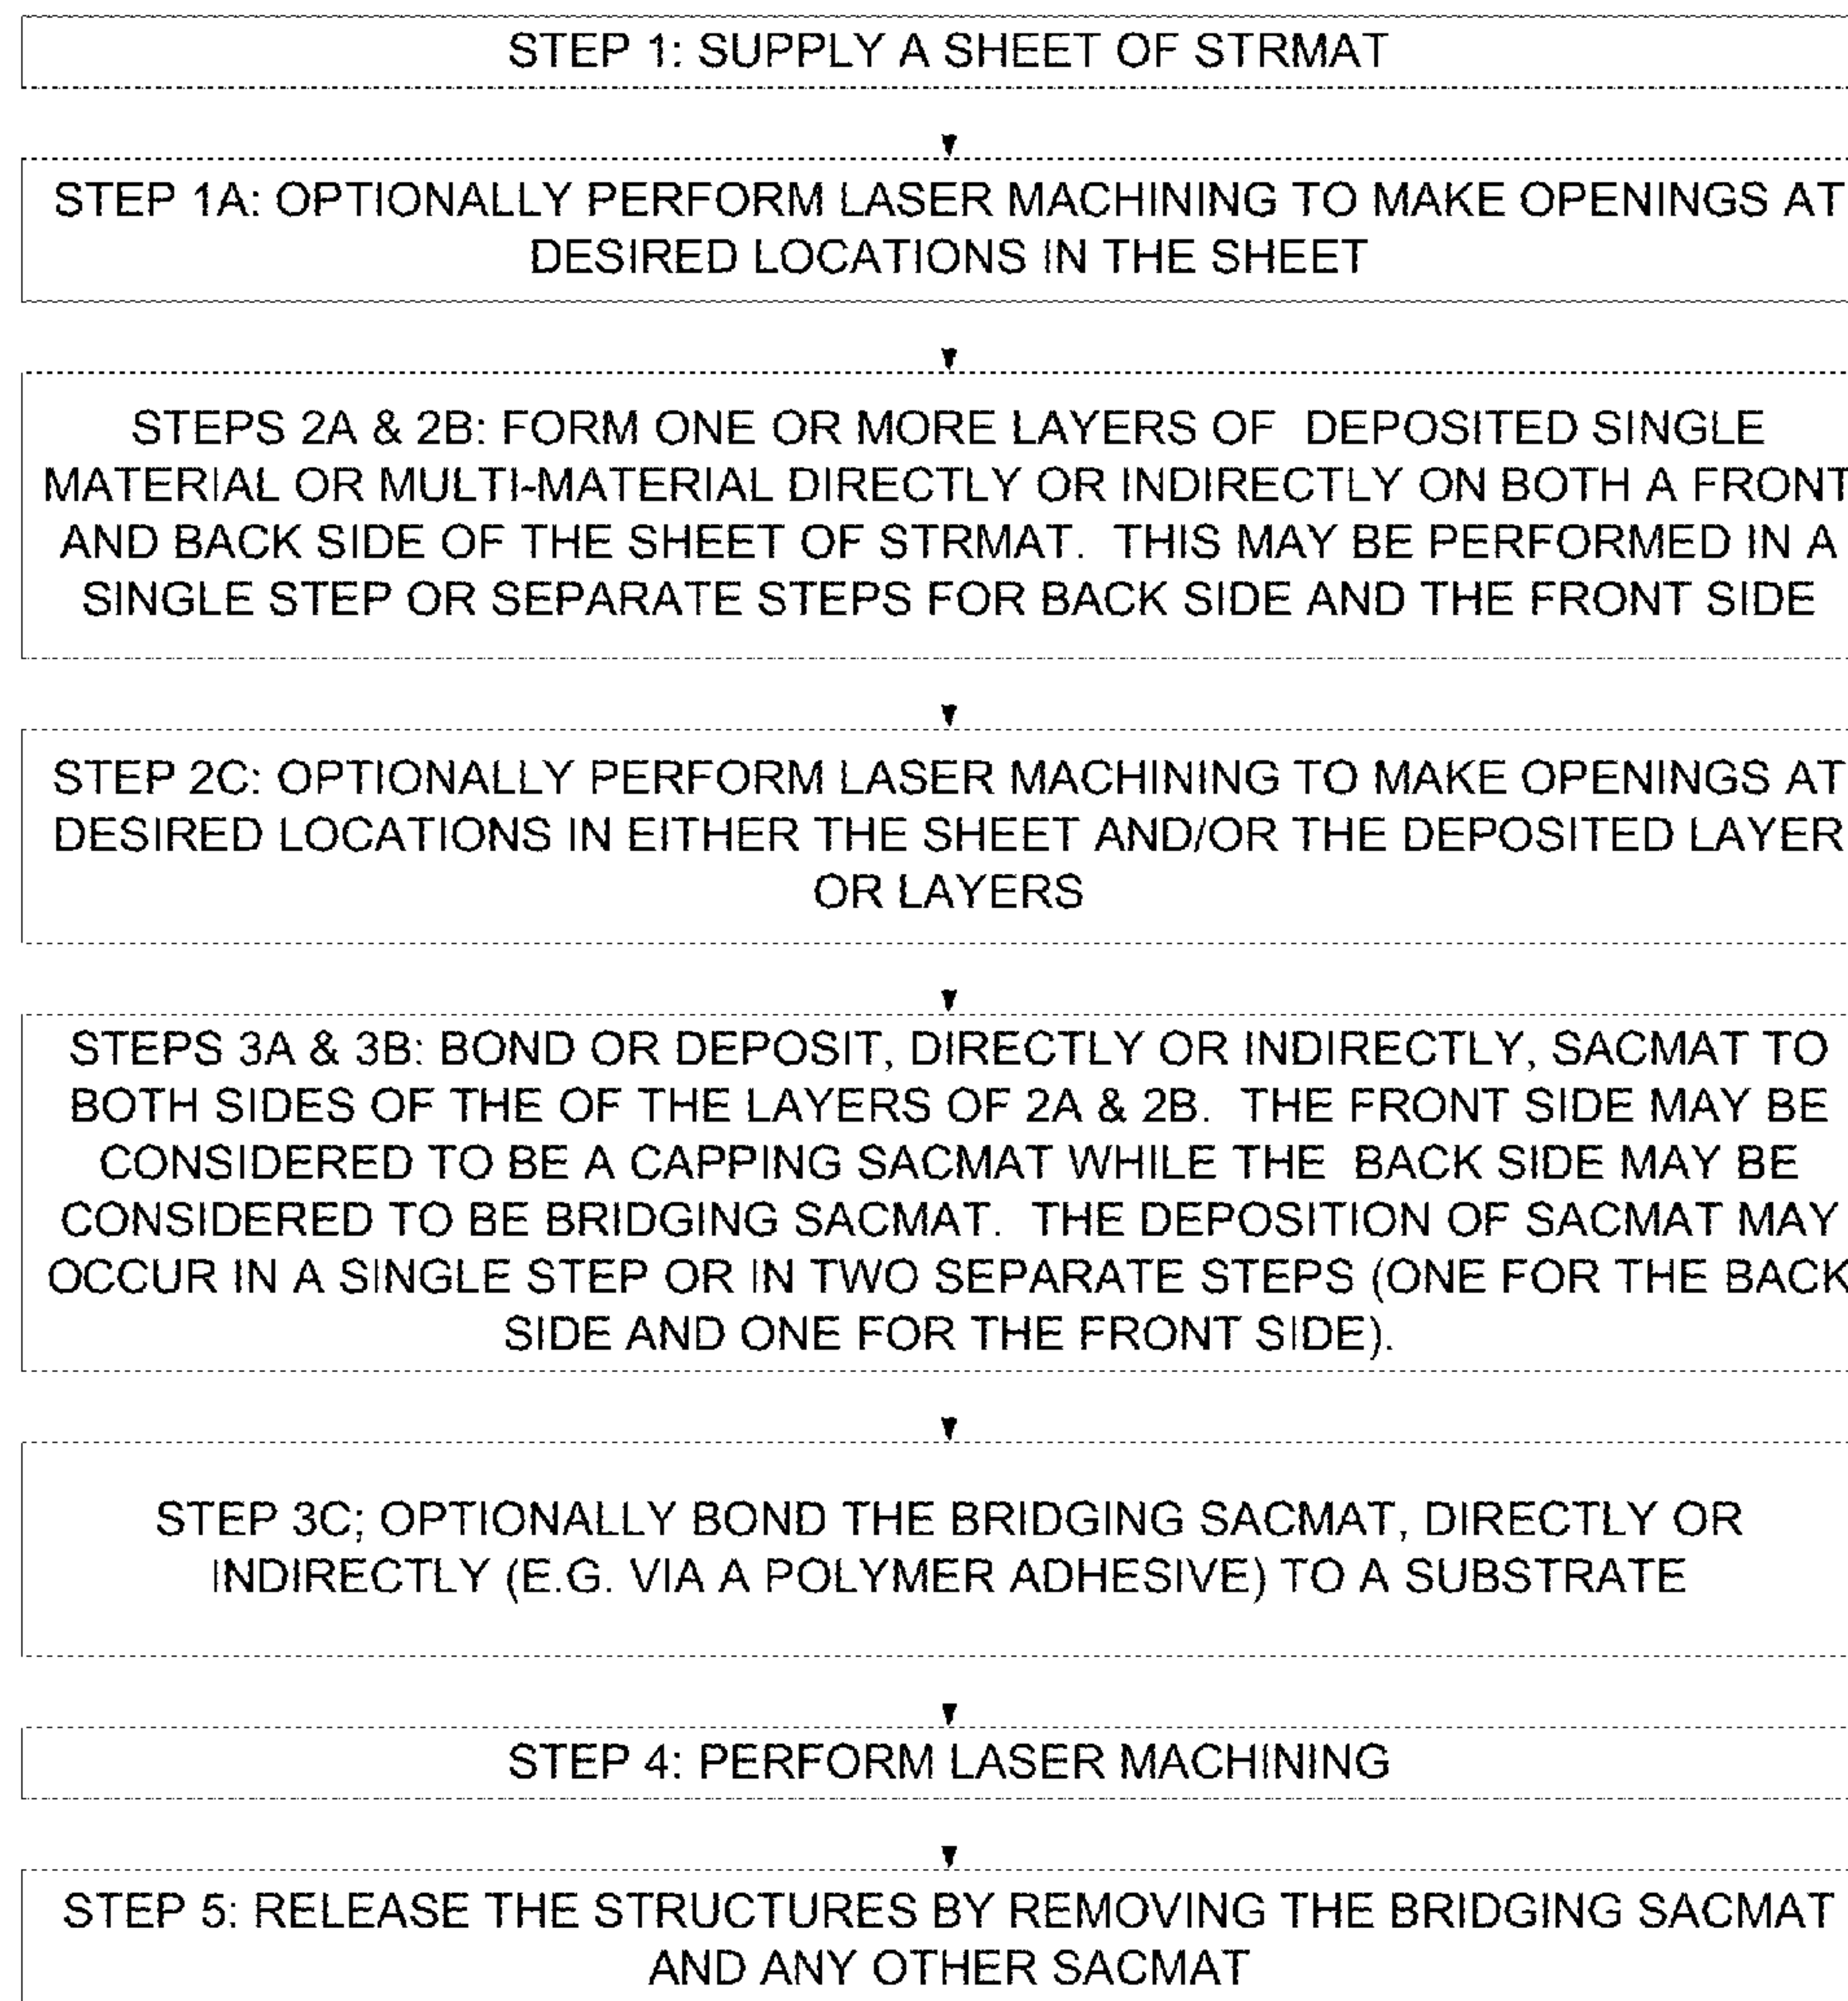 STEP 1: SUPPLY A SHEET OF STRMAT
STEP 1A: OPTIONALLY PERFORM LASER MACHINING TO MAKE OPENINGS AT
DESIRED LOCATIONS IN THE SHEET
STEPS 2A & 2B: FORM ONE OR MORE LAYERS OF DEPOSITED SINGLE
MATERIAL OR MULTI-MATERIAL DIRECTLY OR INDIRECTLY ON BOTH A FRONT
AND BACK SIDE OF THE SHEET OF STRMAT. THIS MAY BE PERFORMED IN A
SINGLE STEP OR SEPARATE STEPS FOR BACK SIDE AND THE FRONT SIDE
STEP 2C: OPTIONALLY PERFORM LASER MACHINING TO MAKE OPENINGS AT
DESIRED LOCATIONS IN EITHER THE SHEET AND/OR THE DEPOSITED LAYER
OR LAYERS
STEPS 3A & 3B: BOND OR DEPOSIT, DIRECTLY OR INDIRECTLY, SACMAT TO
BOTH SIDES OF THE OF THE LAYERS OF 2A & 2B. THE FRONT SIDE MAY BE
CONSIDERED TO BE A CAPPING SACMAT WHILE THE BACK SIDE MAY BE
CONSIDERED TO BE BRIDGING SACMAT. THE DEPOSITION OF SACMAT MAY
OCCUR IN A SINGLE STEP OR IN TWO SEPARATE STEPS (ONE FOR THE BACK
SIDE AND ONE FOR THE FRONT SIDE).
STEP 3C; OPTIONALLY BOND THE BRIDGING SACMAT, DIRECTLY OR
INDIRECTLY (E.G. VIA A POLYMER ADHESIVE) TO A SUBSTRATE
STEP 4: PERFORM LASER MACHINING
STEP 5: RELEASE THE STRUCTURES BY REMOVING THE BRIDGING SACMAT
AND ANY OTHER SACMAT